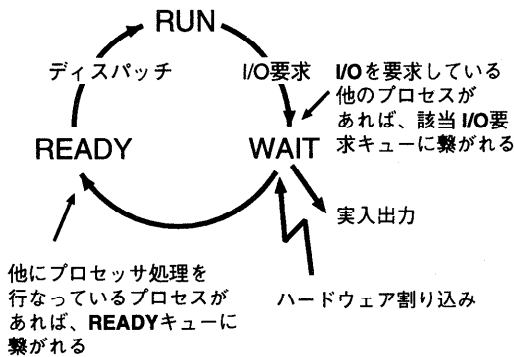 RUN
ディスパッチ
I/O要求
I/Oを要求している
他のプロセスが
あれば、該当I/O要
求キューに繋がれる
READY
WAIT
実入出力
他にプロセッサ処理を
行なっているプロセスが
あれば、READYキューに
繋がれる
ハードウェア割り込み